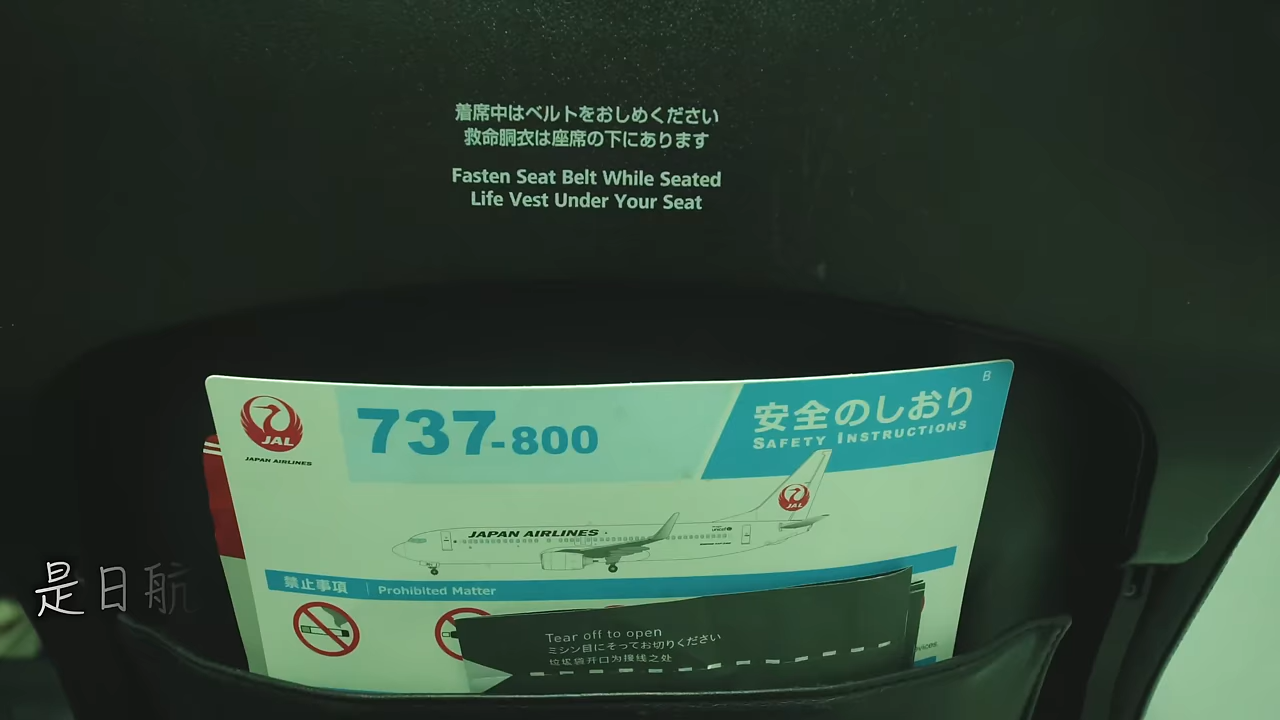 着席中はベルトをおしめください
救命胴衣は座席の下にあります
Fasten Seat Belt While Seated
Life Vest Under Your Seat
B
JAL
JAPAN AIRLINES
737-800
安全のしおり
SAFETY INSTRUCTIONS
JAL
JAPAN AIRLINES
unicef
禁止事項 Prohibited Matter
是日航
Tear off to open
ミシン目にそってお切りください
垃圾袋开口为接线之处